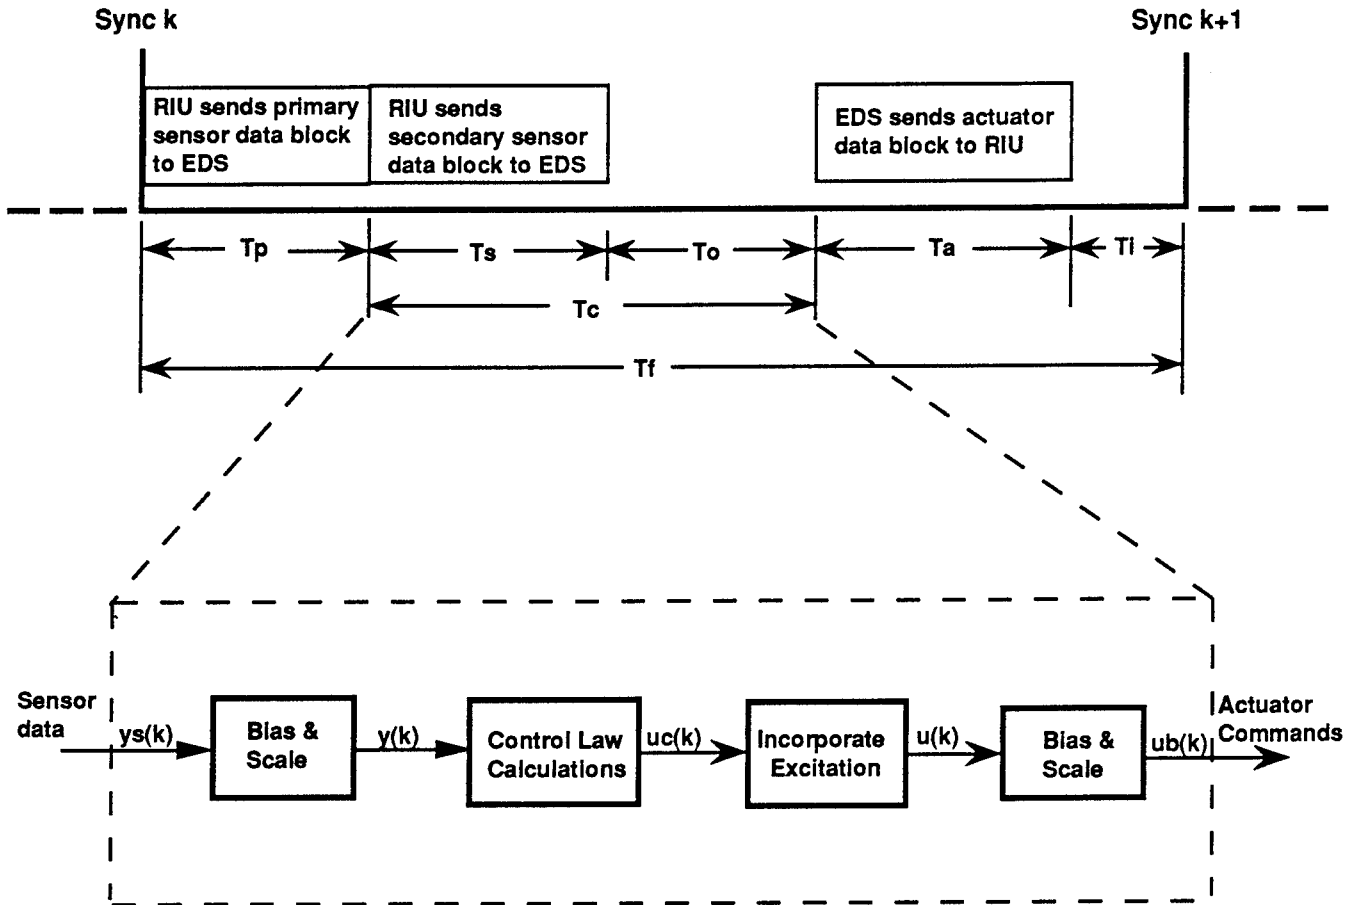 Sync k
Sync k+1
RIU sends primary
sensor data block
to EDS
RIU sends
secondary sensor
data block to EDS
EDS sends actuator
data block to RIU
Tp
Ts
To
Ta
Ti
Tc
Tf
Sensor
data
ys(k)
Bias &
Scale
y(k)
Control Law
Calculations
uc(k)
Incorporate
Excitation
u(k)
Bias &
Scale
ub(k)
Actuator
Commands